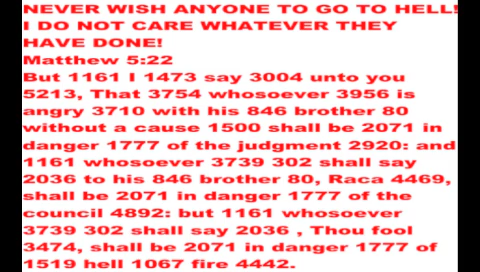 NEVER WISH ANYONE TO GO TO HELL!
I DO NOT CARE WHATEVER THEY
HAVE DONE!
Matthew 5:22
But 1161 I 1473 say 3004 unto you
5213, That 3754 whosoever 3956 is
angry 3710 with his 846 brother 80
without a cause 1500 shall be 2071 in
danger 1777 of the judgment 2920: and
1161 whosoever 3739 302 shall say
2036 to his 846 brother 80, Raca 4469,
shall be 2071 in danger 1777 of the
council 4892: but 1161 whosoever
3739 302 shall say 2036 , Thou fool
3474, shall be 2071 in danger 1777 of
1519 hell 1067 fire 4442.